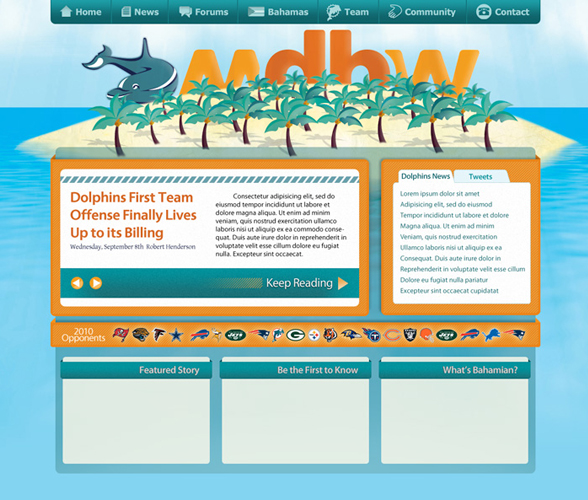 Home News Forums Bahamas Team Community Contact
mdbw
Dolphins First Team
Offense Finally Lives
Up to its Billing
Wednesday, September 8th Robert Henderson
Consectetur adipisicing elit, sed do
eiusmod tempor incididunt ut labore et
dolore magna aliqua. Ut enim ad minim
veniam, quis nostrud exercitation ullamco
laboris nisi ut aliquip ex ea commodo conse-
quat. Duis aute irure dolor in reprehenderit in
voluptate velit esse cillum dolore eu fugiat
nulla. Excepteur sint occaecat.
Keep Reading
Dolphins News Tweets
Lorem ipsum dolor sit amet
Adipisicing elit, sed do eiusmod
Tempor incididunt ut labore et dolore
Magna aliqua. Ut enim ad minim
Veniam, quis nostrud exercitation
Ullamco laboris nisi ut aliquip ex ea
Consequat. Duis aute irure dolor in
Reprehenderit in voluptate velit esse cillum
Dolore eu fugiat nulla pariatur
Excepteur sint occaecat cupidatat
2010
Opponents
JETS
JETS
Featured Story
Be the First to Know
What's Bahamian?